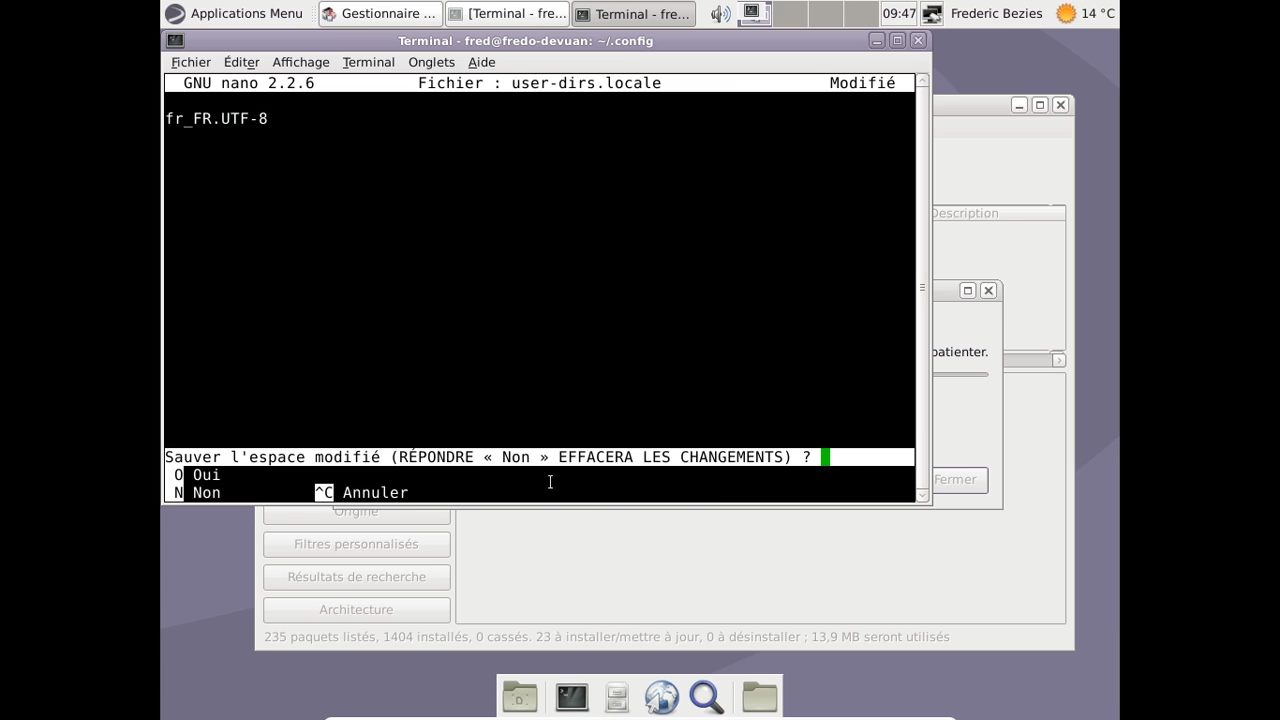 Applications Menu
Gestionnaire ...
[Terminal - fre...
Terminal - fre...
09:47
Frederic Bezies
14 °C
Terminal - fred@fredo-devuan: ~/.config
Fichier Éditer Affichage Terminal Onglets Aide
GNU nano 2.2.6 Fichier : user-dirs.locale Modifié
fr_FR.UTF-8
Description
patienter.
Sauver l'espace modifié (RÉPONDRE « Non » EFFACERA LES CHANGEMENTS) ?
O Oui
N Non ^C Annuler
Fermer
Origine
Filtres personnalisés
Résultats de recherche
Architecture
235 paquets listés, 1404 installés, 0 cassés. 23 à installer/mettre à jour, 0 à désinstaller ; 13,9 MB seront utilisés